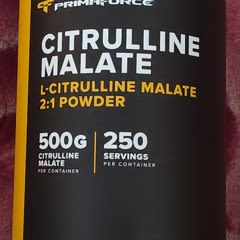 PRIMAFORCE
CITRULLINE
MALATE
L-CITRULLINE MALATE
2:1 POWDER
500G
CITRULLINE
MALATE
PER CONTAINER
250
SERVINGS
PER CONTAINER